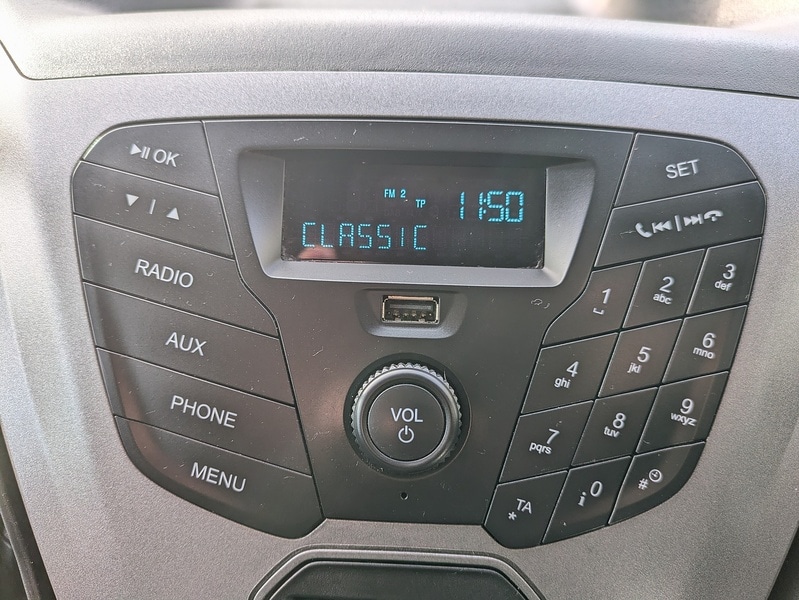 ▶II OK
▼ | ▲
RADIO
AUX
PHONE
MENU
FM 2 TP 11:50
CLASSIC
VOL
SET
1
2
abc
3
def
4
ghi
5
jkl
6
mno
7
pqrs
8
tuv
9
wxyz
* TA
0
#